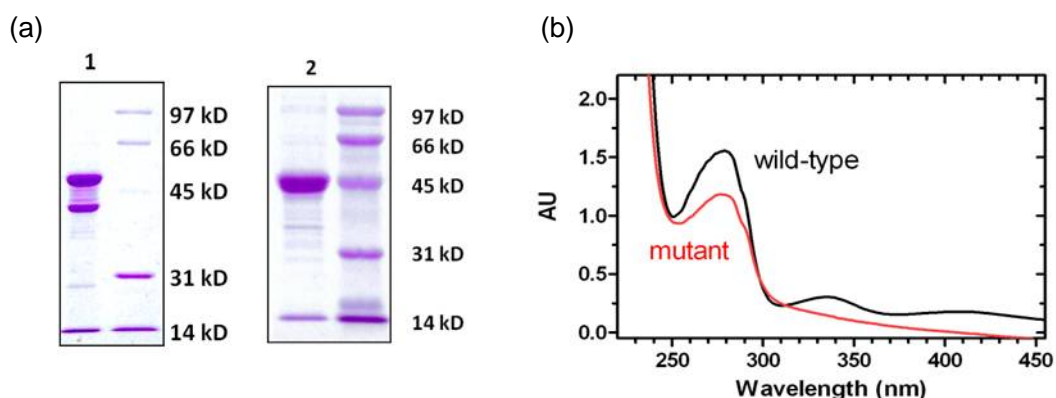 (a)
1
97 kD
66 kD
45 kD
31 kD
14 kD
2
97 kD
66 kD
45 kD
31 kD
14 kD
(b)
2.0
1.5
1.0
0.5
0.0
AU
wild-type
mutant
250 300 350 400 450
Wavelength (nm)